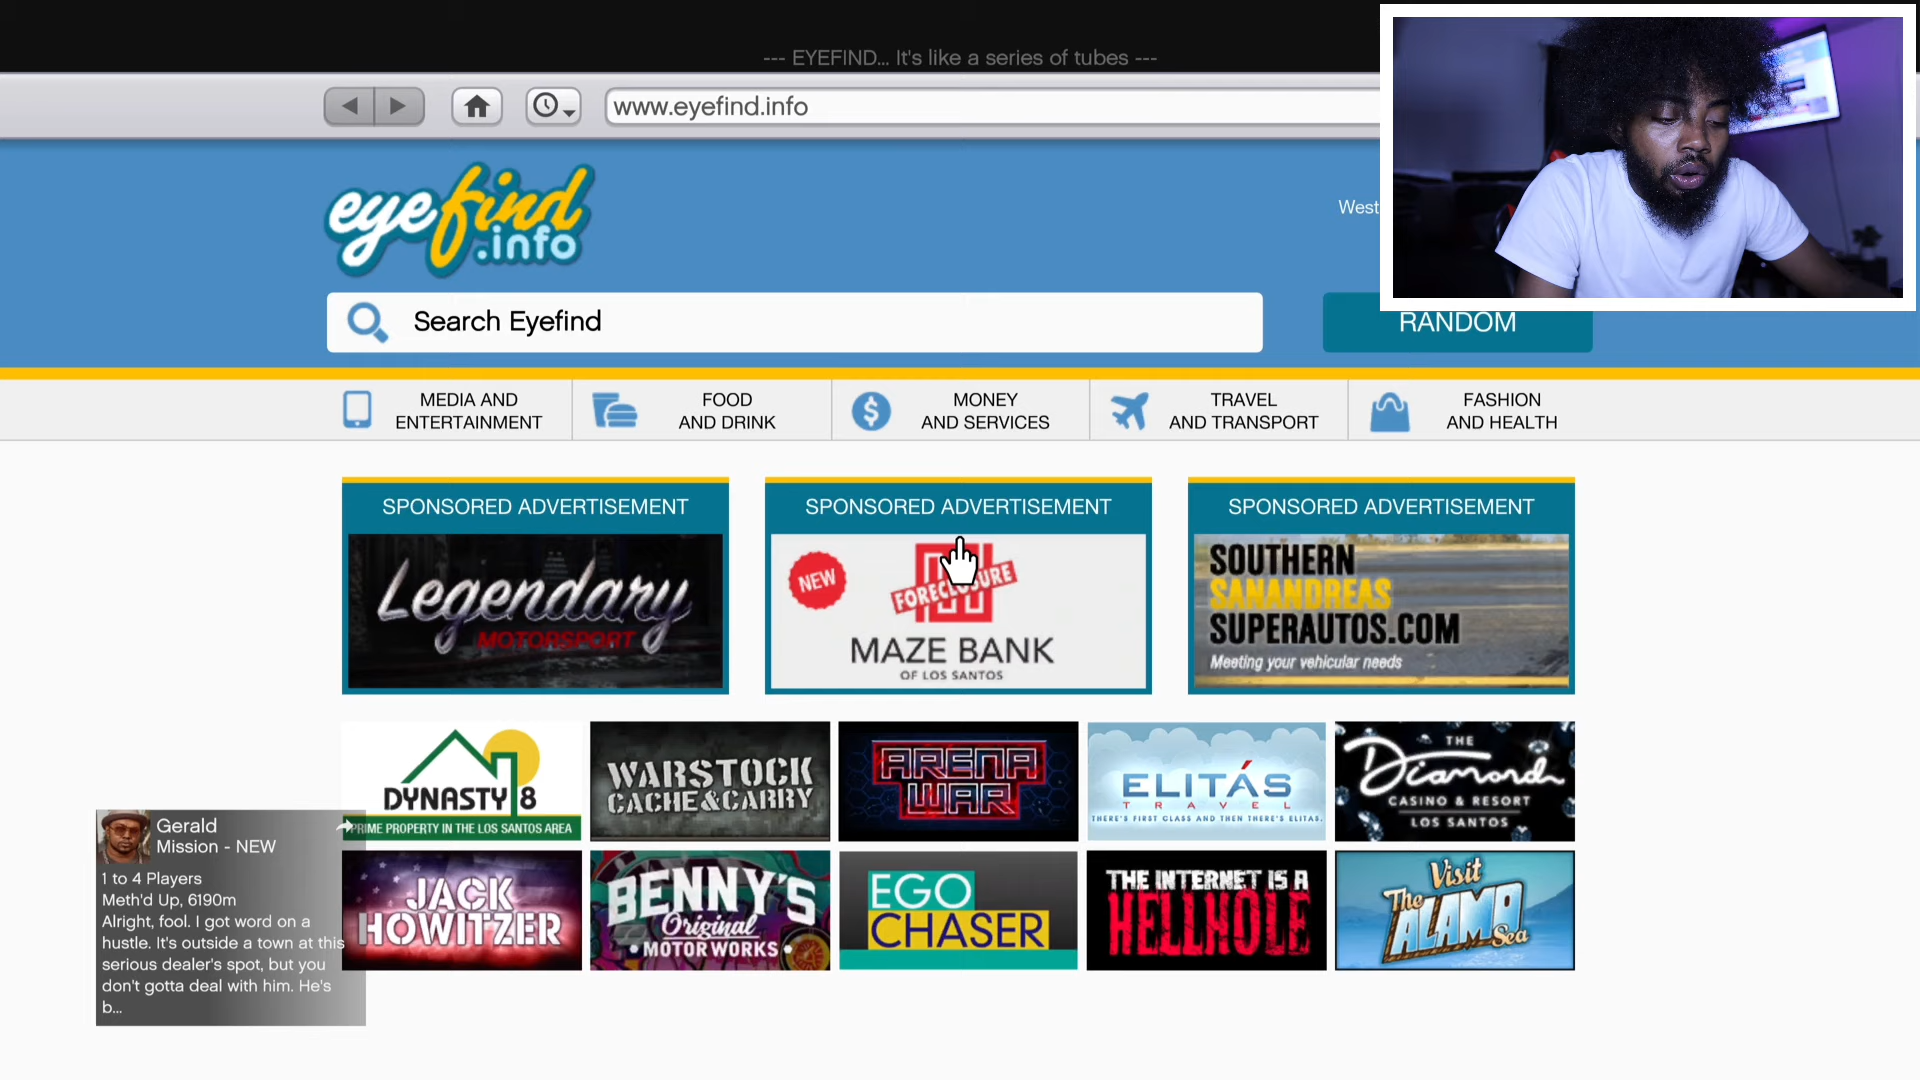 --- EYEFIND... It's like a series of tubes ---
www.eyefind.info
eyefind
.info
West
Search Eyefind
RANDOM
MEDIA AND
ENTERTAINMENT
FOOD
AND DRINK
MONEY
AND SERVICES
TRAVEL
AND TRANSPORT
FASHION
AND HEALTH
SPONSORED ADVERTISEMENT
Legendary
MOTORSPORT
SPONSORED ADVERTISEMENT
NEW
FORECLOSURE
MAZE BANK
OF LOS SANTOS
SPONSORED ADVERTISEMENT
SOUTHERN
SANANDREAS
SUPERAUTOS.COM
Meeting your vehicular needs
DYNASTY 8
PRIME PROPERTY IN THE LOS SANTOS AREA
WARSTOCK
CACHE&CARRY
ARENA
WAR
ELITÁS
TRAVEL
THERE'S FIRST CLASS AND THEN THERE'S ELITAS.
THE
Diamond
CASINO & RESORT
LOS SANTOS
JACK
HOWITZER
BENNY'S
Original
MOTOR WORKS
EGO
CHASER
THE INTERNET IS A
HELLHOLE
Visit
The
ALAMO
Sea
Gerald
Mission - NEW
1 to 4 Players
Meth'd Up, 6190m
Alright, fool. I got word on a
hustle. It's outside a town at this
serious dealer's spot, but you
don't gotta deal with him. He's
b...